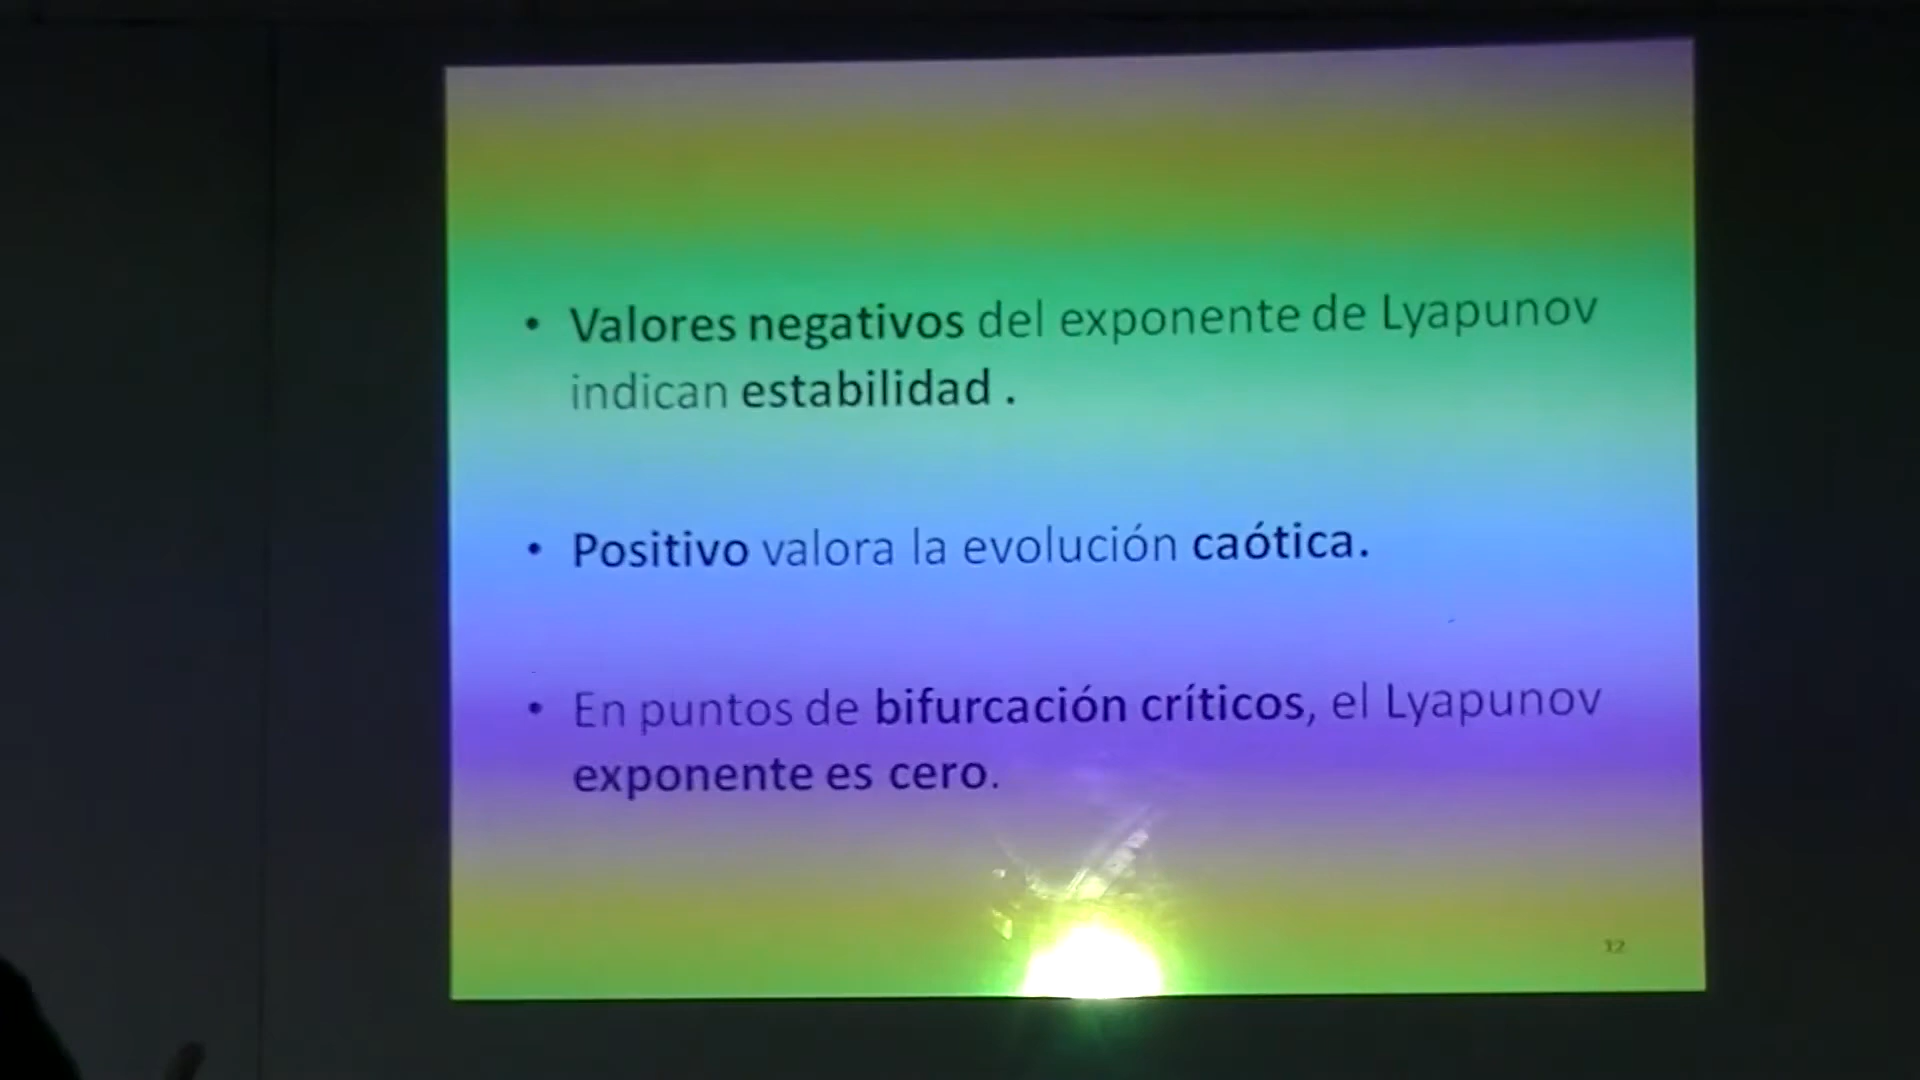 • Valores negativos del exponente de Lyapunov
indican estabilidad .
• Positivo valora la evolución caótica.
• En puntos de bifurcación críticos, el Lyapunov
exponente es cero.
12